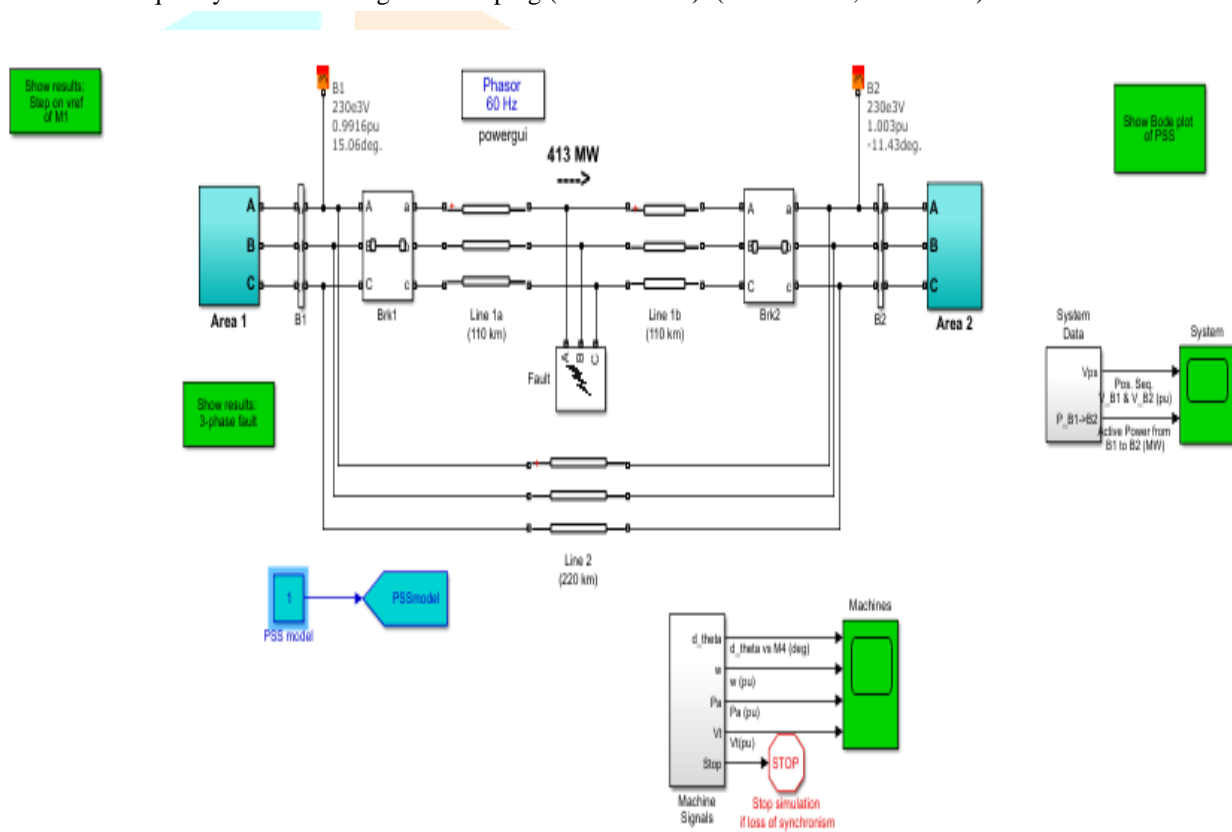 Show results:
Step on vref
of M1
B1
230e3V
0.9916pu
15.06deg.
Phasor
60 Hz
powergui
413 MW
---->
B2
230e3V
1.003pu
-11.43deg.
Show Bode plot
of PSS
A
B
C
Area 1
B1
A
B
C
a
b
c
Brk1
Line 1a
(110 km)
Line 1b
(110 km)
A
B
C
a
b
c
Brk2
B2
A
B
C
Area 2
Fault
A
B
C
Show results:
3-phase fault
System
Data
Vps
P_B1->B2
Pos. Seq.
V_B1 & V_B2 (pu)
Active Power from
B1 to B2 (MW)
System
Line 2
(220 km)
1
PSS model
PSSmodel
d_theta
w
Pa
Vt
Stop
d_theta vs M4 (deg)
w (pu)
Pa (pu)
Vt(pu)
Machines
STOP
Machine
Signals
Stop simulation
if loss of synchronism